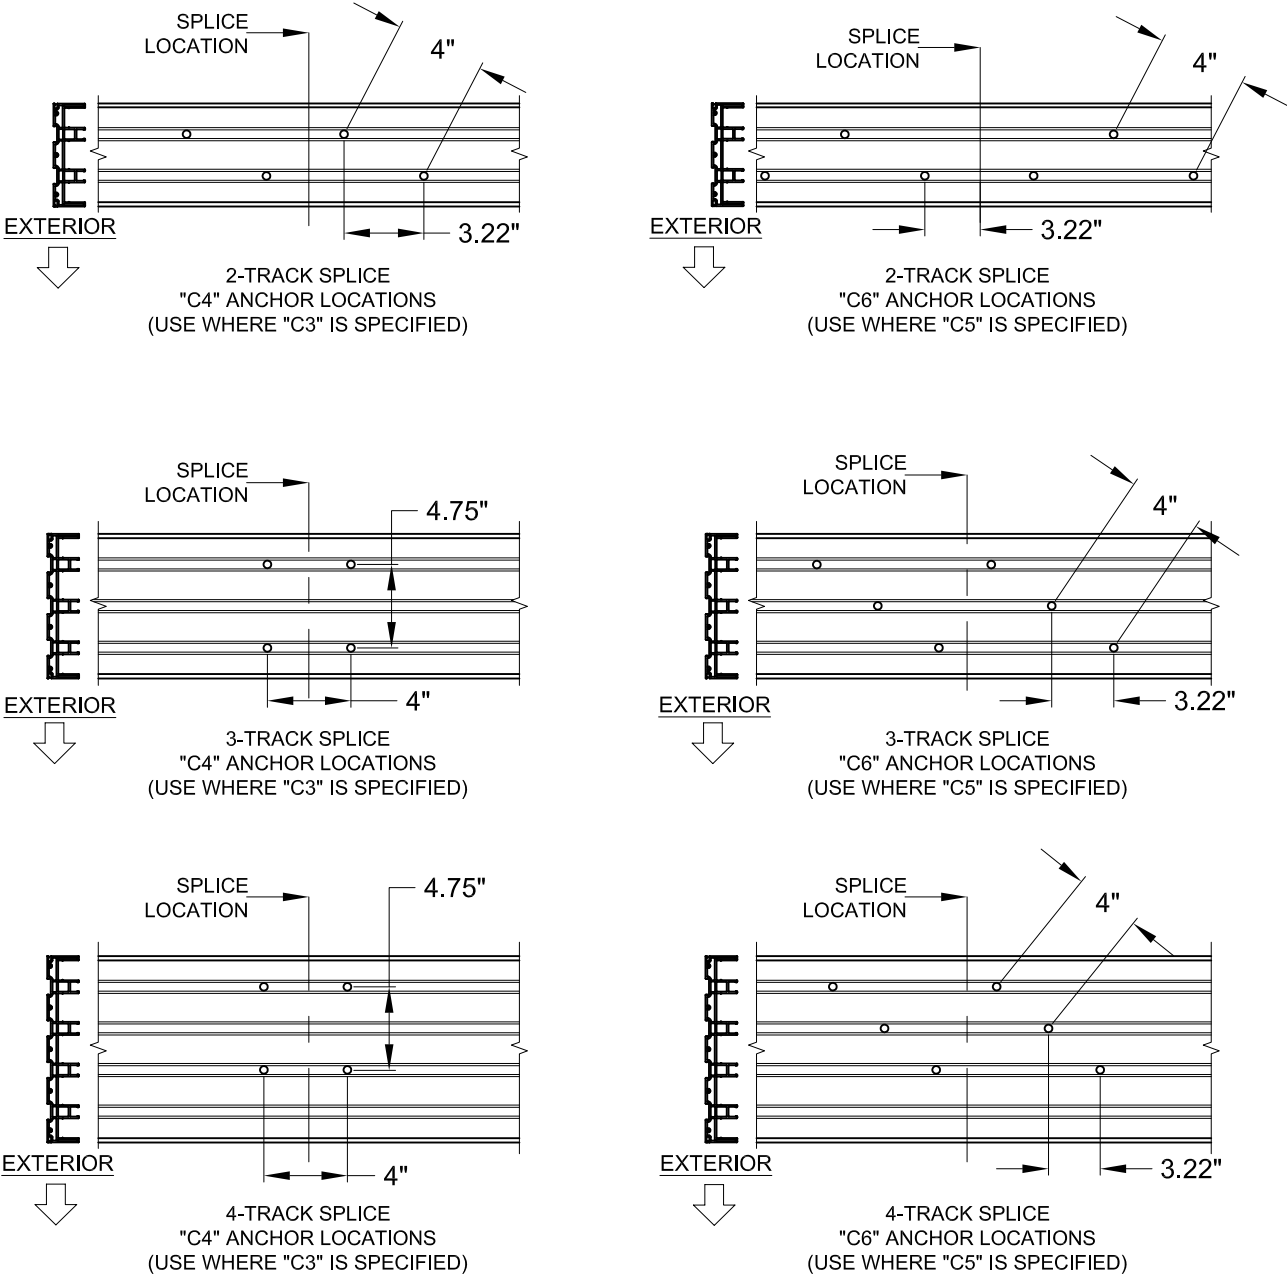 SPLICE
LOCATION
4"
EXTERIOR
3.22"
2-TRACK SPLICE
"C4" ANCHOR LOCATIONS
(USE WHERE "C3" IS SPECIFIED)
SPLICE
LOCATION
4"
EXTERIOR
3.22"
2-TRACK SPLICE
"C6" ANCHOR LOCATIONS
(USE WHERE "C5" IS SPECIFIED)
SPLICE
LOCATION
4.75"
EXTERIOR
4"
3-TRACK SPLICE
"C4" ANCHOR LOCATIONS
(USE WHERE "C3" IS SPECIFIED)
SPLICE
LOCATION
4"
EXTERIOR
3.22"
3-TRACK SPLICE
"C6" ANCHOR LOCATIONS
(USE WHERE "C5" IS SPECIFIED)
SPLICE
LOCATION
4.75"
EXTERIOR
4"
4-TRACK SPLICE
"C4" ANCHOR LOCATIONS
(USE WHERE "C3" IS SPECIFIED)
SPLICE
LOCATION
4"
EXTERIOR
3.22"
4-TRACK SPLICE
"C6" ANCHOR LOCATIONS
(USE WHERE "C5" IS SPECIFIED)